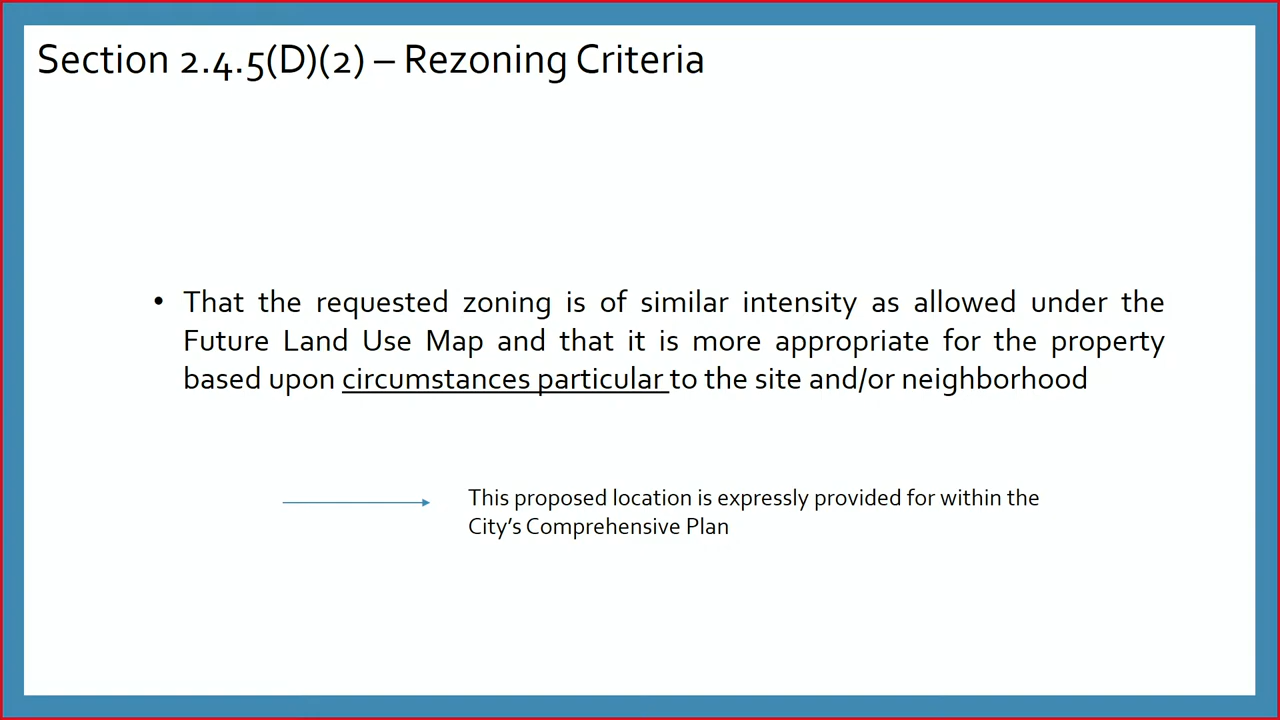 Section 2.4.5(D)(2) – Rezoning Criteria
• That the requested zoning is of similar intensity as allowed under the
Future Land Use Map and that it is more appropriate for the property
based upon circumstances particular to the site and/or neighborhood
This proposed location is expressly provided for within the
City’s Comprehensive Plan